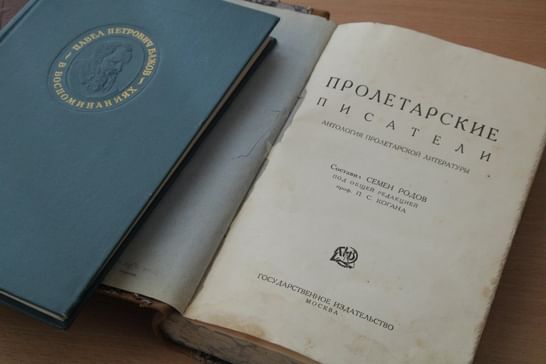 ПАВЕЛ ПЕТРОВИЧ БАЖОВ
В ВОСПОМИНАНИЯХ
ПРОЛЕТАРСКИЕ
ПИСАТЕЛИ
АНТОЛОГИЯ ПРОЛЕТАРСКОЙ ЛИТЕРАТУРЫ
Составил СЕМЕН РОДОВ
ПОД ОБЩЕЙ РЕДАКЦИЕЙ
проф. П. С. КОГАНА
ГОСУДАРСТВЕННОЕ ИЗДАТЕЛЬСТВО
МОСКВА